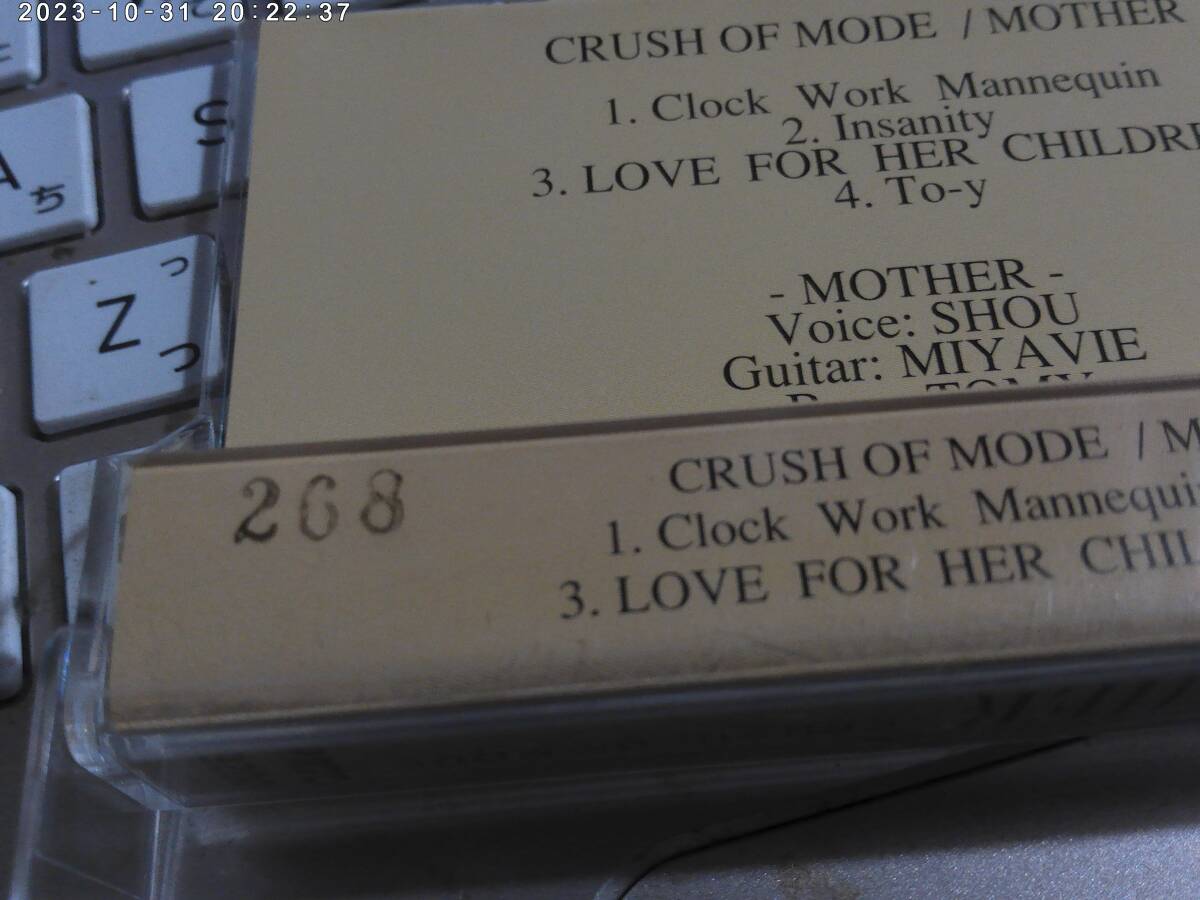 2023-10-31 20:22:37
CRUSH OF MODE / MOTHER
1. Clock Work Mannequin
2. Insanity
3. LOVE FOR HER CHILDRE
4. To-y
- MOTHER -
Voice: SHOU
Guitar: MIYAVIE
TOMY
268
CRUSH OF MODE / M
1. Clock Work Mannequi
3. LOVE FOR HER CHIL
S
A
ち
Z
っ
つ